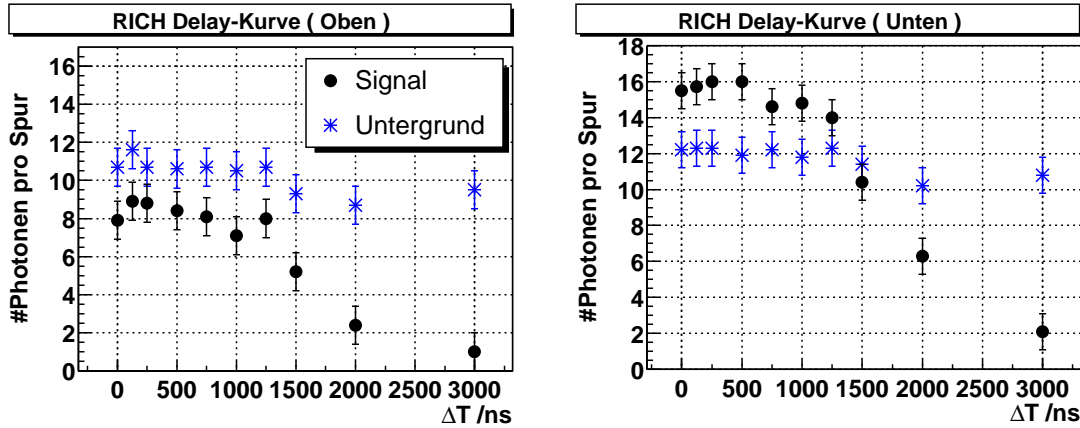 RICH Delay-Kurve ( Oben )
#Photonen pro Spur
16
14
12
10
8
6
4
2
0
Signal
Untergrund
0 500 1000 1500 2000 2500 3000
ΔT /ns
RICH Delay-Kurve ( Unten )
#Photonen pro Spur
18
16
14
12
10
8
6
4
2
0
0 500 1000 1500 2000 2500 3000
ΔT /ns